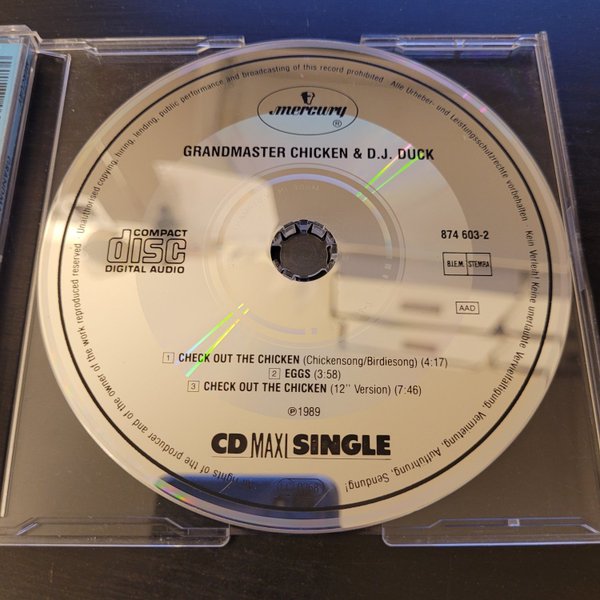 Unauthorised copying, hiring, lending, public performance and broadcasting of this record prohibited · Alle Urheber- und Leistungsschutzrechte vorbehalten · Kein Verleih! Keine unerlaubte Vervielfältigung, Vermietung, Aufführung, Sendung!
All rights of the producer and of the owner of the work reproduced reserved ·
mercury
®
GRANDMASTER CHICKEN & D.J. DUCK
COMPACT
disc
DIGITAL AUDIO
874 603-2
B.I.E.M. STEMRA
AAD
1 CHECK OUT THE CHICKEN (Chickensong/Birdiesong) (4:17)
2 EGGS (3:58)
3 CHECK OUT THE CHICKEN (12" Version) (7:46)
℗1989
CD MAXI SINGLE